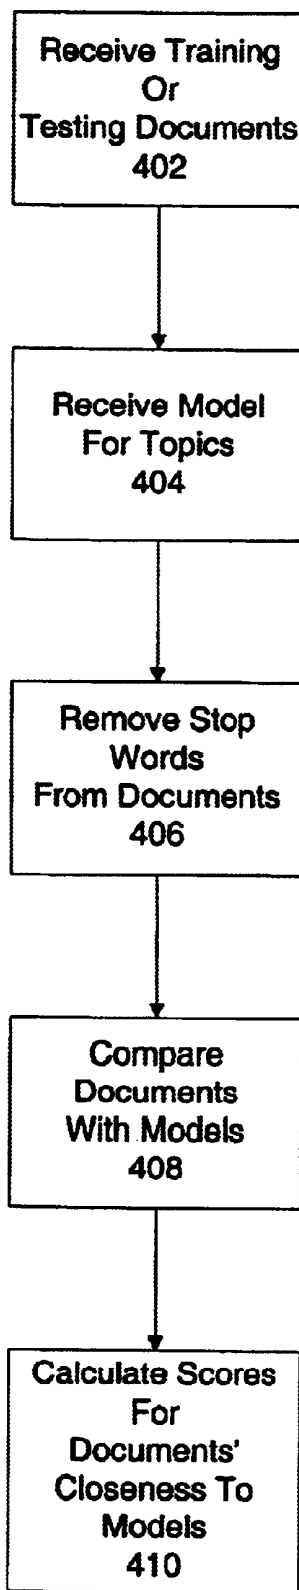 Receive Training
Or
Testing Documents
402
Receive Model
For Topics
404
Remove Stop
Words
From Documents
406
Compare
Documents
With Models
408
Calculate Scores
For
Documents'
Closeness To
Models
410